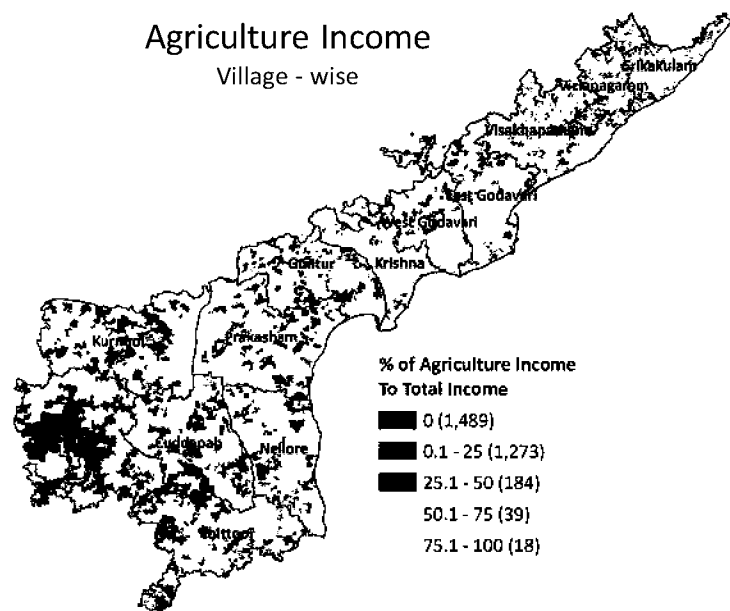 Agriculture Income
Village - wise
Srikakulam
Vizianagaram
Visakhapatnam
East Godavari
West Godavari
Krishna
Guntur
Prakasham
Kurnool
Cuddapah
Nellore
Chittoor
% of Agriculture Income
To Total Income
0 (1,489)
0.1 - 25 (1,273)
25.1 - 50 (184)
50.1 - 75 (39)
75.1 - 100 (18)